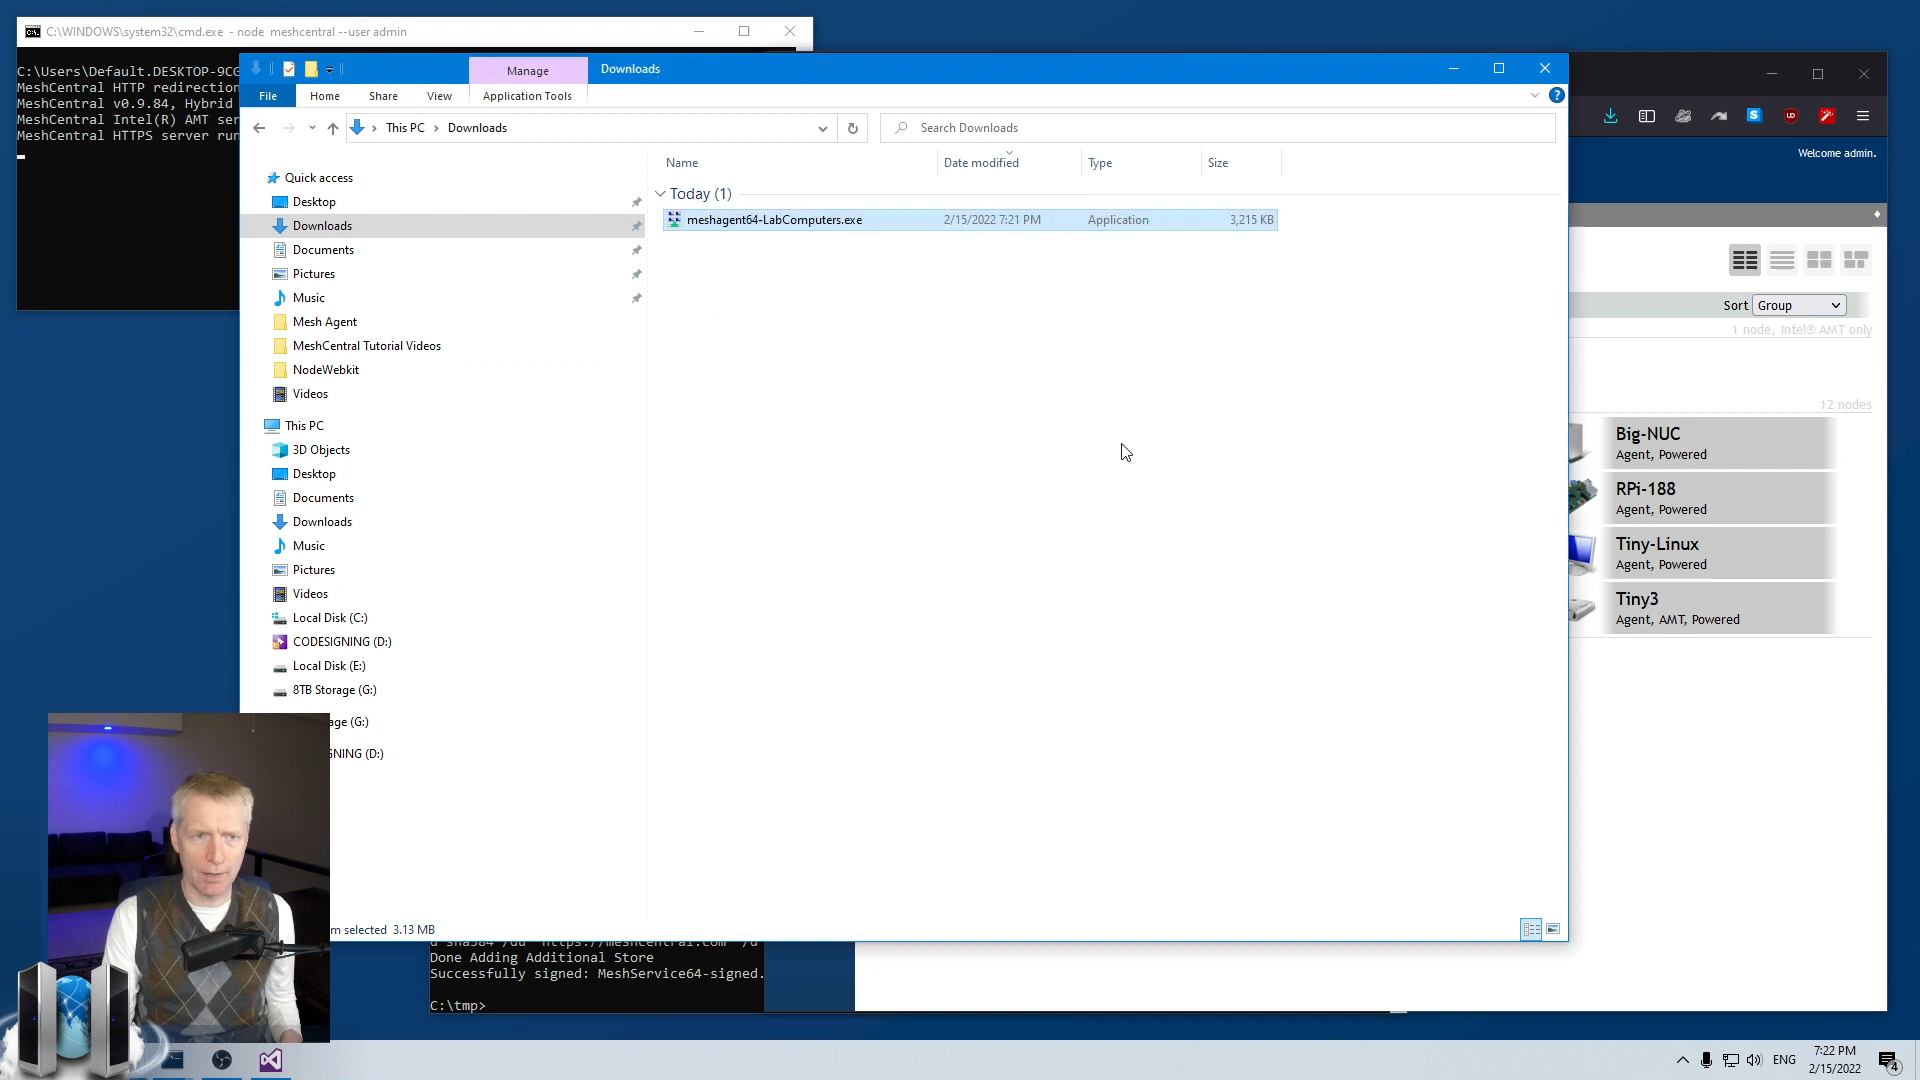 C:\WINDOWS\system32\cmd.exe - node meshcentral --user admin
C:\Users\Default.DESKTOP-9CG
MeshCentral HTTP redirection
MeshCentral v0.9.84, Hybrid
MeshCentral Intel(R) AMT ser
MeshCentral HTTPS server run
Manage
Downloads
File
Home
Share
View
Application Tools
This PC
Downloads
Search Downloads
Name
Date modified
Type
Size
Today (1)
meshagent64-LabComputers.exe
2/15/2022 7:21 PM
Application
3,215 KB
Quick access
Desktop
Downloads
Documents
Pictures
Music
Mesh Agent
MeshCentral Tutorial Videos
NodeWebkit
Videos
This PC
3D Objects
Desktop
Documents
Downloads
Music
Pictures
Videos
Local Disk (C:)
CODESIGNING (D:)
Local Disk (E:)
8TB Storage (G:)
age (G:)
GNING (D:)
m selected 3.13 MB
Welcome admin.
Sort
Group
1 node, Intel® AMT only
12 nodes
Big-NUC
Agent, Powered
RPi-188
Agent, Powered
Tiny-Linux
Agent, Powered
Tiny3
Agent, AMT, Powered
Done Adding Additional Store
Successfully signed: MeshService64-signed.
C:\tmp>
ENG
7:22 PM
2/15/2022
4